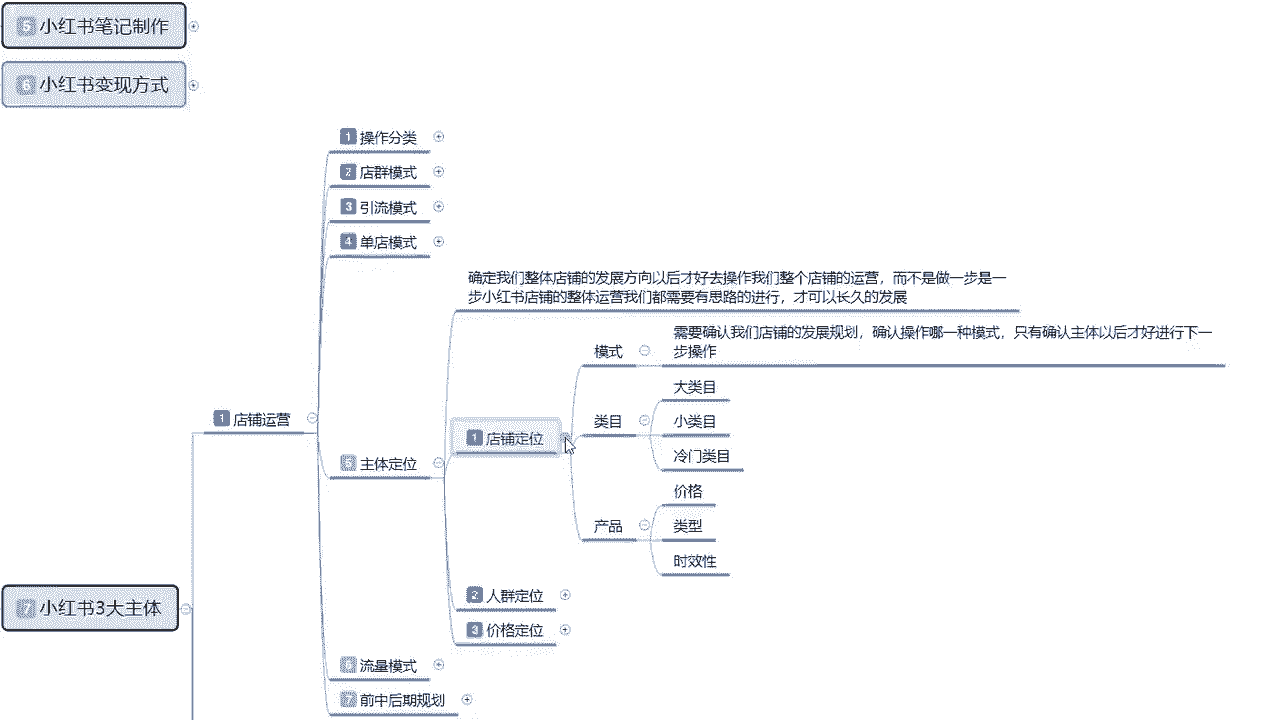 5 小红书笔记制作
6 小红书变现方式
1 操作分类
2 店群模式
3 引流模式
4 单店模式
确定我们整体店铺的发展方向以后才好去操作我们整个店铺的运营，而不是做一步是一
步小红书店铺的整体运营我们都需要有思路的进行，才可以长久的发展
需要确认我们店铺的发展规划，确认操作哪一种模式，只有确认主体以后才好进行下一
步操作
模式
大类目
类目
小类目
1 店铺运营
1 店铺定位
冷门类目
5 主体定位
价格
产品
类型
时效性
2 人群定位
7 小红书3大主体
3 价格定位
6 流量模式
7 前中后期规划